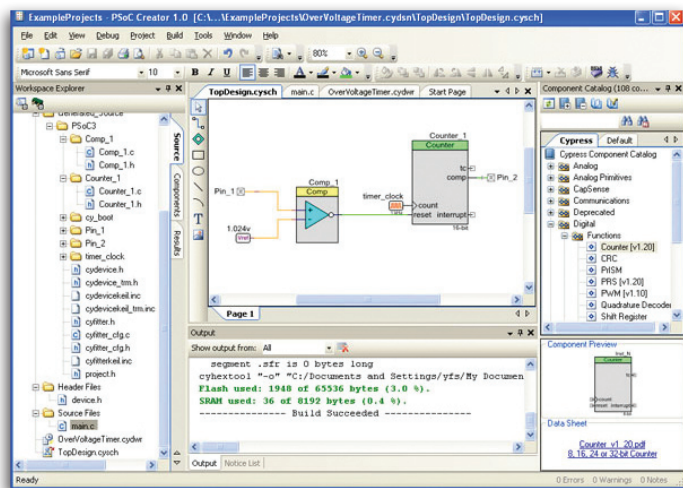 ExampleProjects - PSoC Creator 1.0 [C:\...\ExampleProjects\OverVoltageTimer.cydsn\TopDesign\TopDesign.cysch]
File Edit View Debug Project Build Tools Window Help
80%
Microsoft Sans Serif 10 B I U
Workspace Explorer
Generated_Source
PSoC3
Comp_1
Comp_1.c
Comp_1.h
Counter_1
Counter_1.c
Counter_1.h
cy_boot
Pin_1
Pin_2
timer_clock
cydevice.h
cydevice_trm.h
cydevicekeil.inc
cydevicekeil_trm.inc
cyfitter.h
cyfitter_cfg.c
cyfitter_cfg.h
cyfitterkeil.inc
project.h
Header Files
device.h
Source Files
main.c
OverVoltageTimer.cydwr
TopDesign.cysch
Source
Components
Results
TopDesign.cysch main.c OverVoltageTimer.cydwr Start Page
Counter_1
Counter
tc
comp
Pin_2
Comp_1
Comp
Pin_1
timer_clock
count
reset interrupt
16-bit
1.024v
Vref
Page 1
Output
Show output from: All
segment .sfr is 0 bytes long
cyhextool "-o" "C:/Documents and Settings/yfs/My Documen
Flash used: 1948 of 65536 bytes (3.0 %).
SRAM used: 36 of 8192 bytes (0.4 %).
--------------- Build Succeeded ---------------
Output Notice List
Component Catalog (108 co...
Cypress Default
Cypress Component Catalog
Analog
Analog Primitives
CapSense
Communications
Deprecated
Digital
Functions
Counter [v1.20]
CRC
PrISM
PRS [v1.20]
PWM [v1.10]
Quadrature Decoder
Shift Register
Component Preview
Inst_N
Counter
count
reset interrupt
Data Sheet
Counter_v1_20.pdf
8, 16, 24 or 32-bit Counter
Ready
0 Errors 0 Warnings 0 Notes